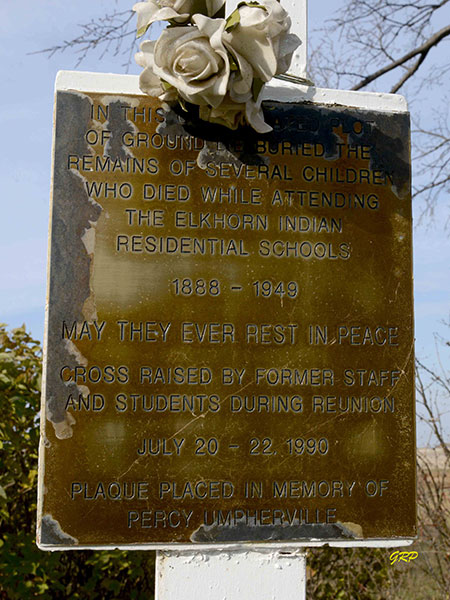 IN THIS PLOT
OF GROUND LIE BURIED THE
REMAINS OF SEVERAL CHILDREN
WHO DIED WHILE ATTENDING
THE ELKHORN INDIAN
RESIDENTIAL SCHOOLS
1888 - 1949
MAY THEY EVER REST IN PEACE
CROSS RAISED BY FORMER STAFF
AND STUDENTS DURING REUNION
JULY 20 - 22, 1990
PLAQUE PLACED IN MEMORY OF
PERCY UMPHERVILLE
GRP